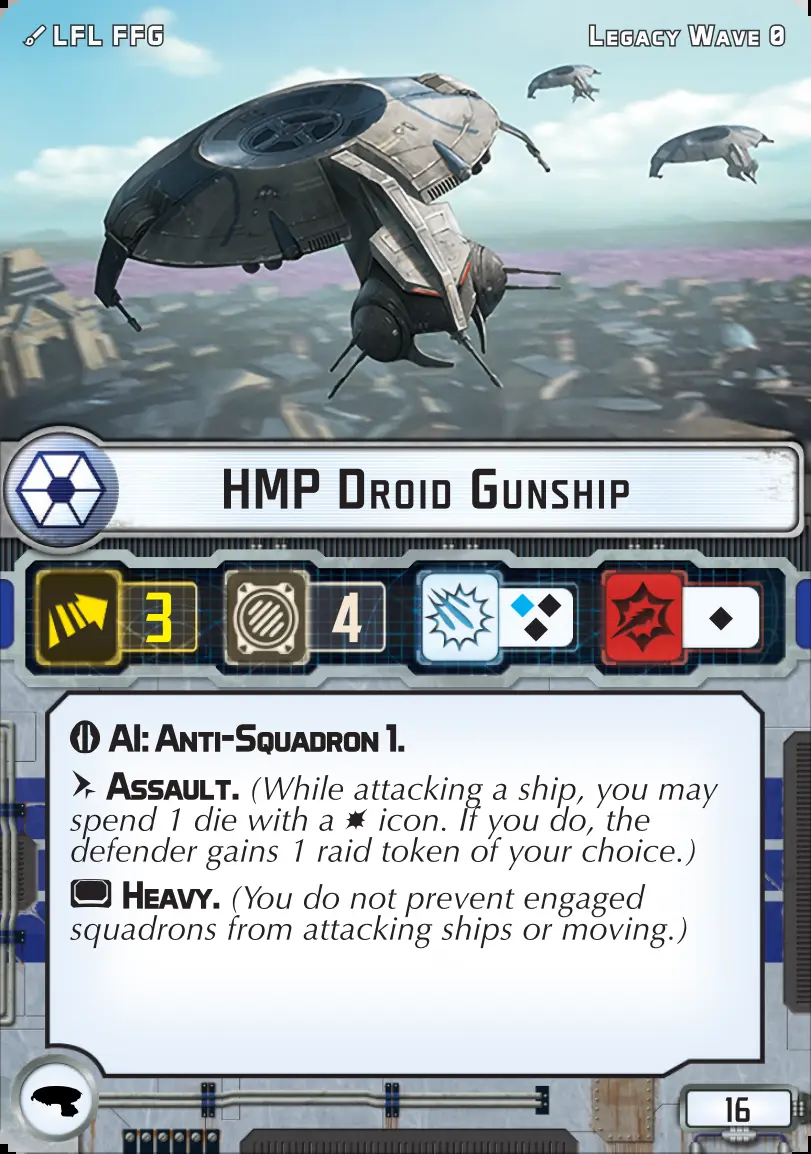 LFL FFG
Legacy Wave 0
HMP Droid Gunship
3
4
AI: Anti-Squadron 1.
Assault. (While attacking a ship, you may
spend 1 die with a icon. If you do, the
defender gains 1 raid token of your choice.)
Heavy. (You do not prevent engaged
squadrons from attacking ships or moving.)
16